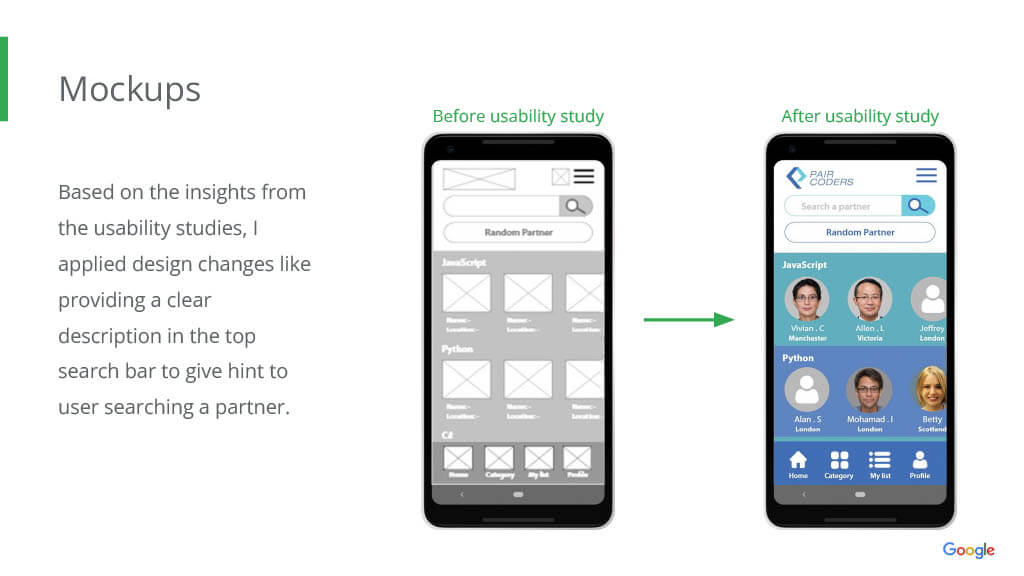 Mockups
Based on the insights from
the usability studies, I
applied design changes like
providing a clear
description in the top
search bar to give hint to
user searching a partner.
Before usability study
Random Partner
JavaScript
Name:- Name:- Name:-
Location:- Location:- Location
Python
Name:- Name:- Name:-
Location:- Location:- Location
C#
Home Category My list Profile
After usability study
PAIR
CODERS
Search a partner
Random Partner
JavaScript
Vivian . C Allen . L Jeffrey
Manchester Victoria London
Python
Alan . S Mohamad . I Betty
London London Scotland
Home Category My list Profile
Google